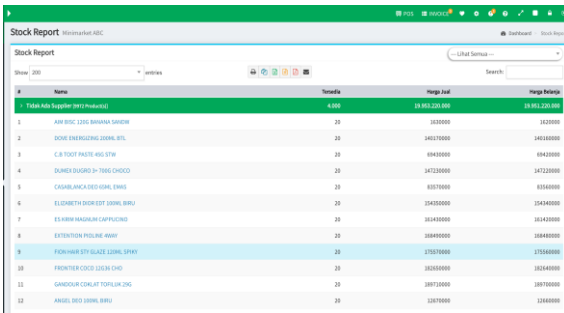 POS INVOICE
Stock Report Minimarket ABC
Dashboard Stock Repo
Stock Report
--- Lihat Semua ---
Show 200 entries
Search:
# Nama Tersedia Harga Jual Harga Belanja
Tidak Ada Supplier 4.000 19.953.220.000 19.951.220.000
1 AIM BISC 120G BANANA SANDW 20 1630000 1620000
2 DOVE ENERGIZING 200ML BTL 20 140170000 140160000
3 C.B TOOT PASTE 45G STW 20 69430000 69420000
4 DUMEX DUGRO 3+ 700G CHOCO 20 147230000 147220000
5 CASABLANCA DEO 65ML EMAS 20 83570000 83560000
6 ELIZABETH DIOR EDT 100ML BIRU 20 154350000 154340000
7 ES KRIM MAGNUM CAPPUCINO 20 161430000 161420000
8 EXTENTION PIOLINE 4WAY 20 168490000 168480000
9 FION HAIR STY GLAZE 120ML SPIKY 20 175570000 175560000
10 FRONTIER COCO 12G36 CHO 20 182650000 182640000
11 GANDOUR COKLAT TOFILUK 29G 20 189710000 189700000
12 ANGEL DEO 100ML BIRU 20 12670000 12660000